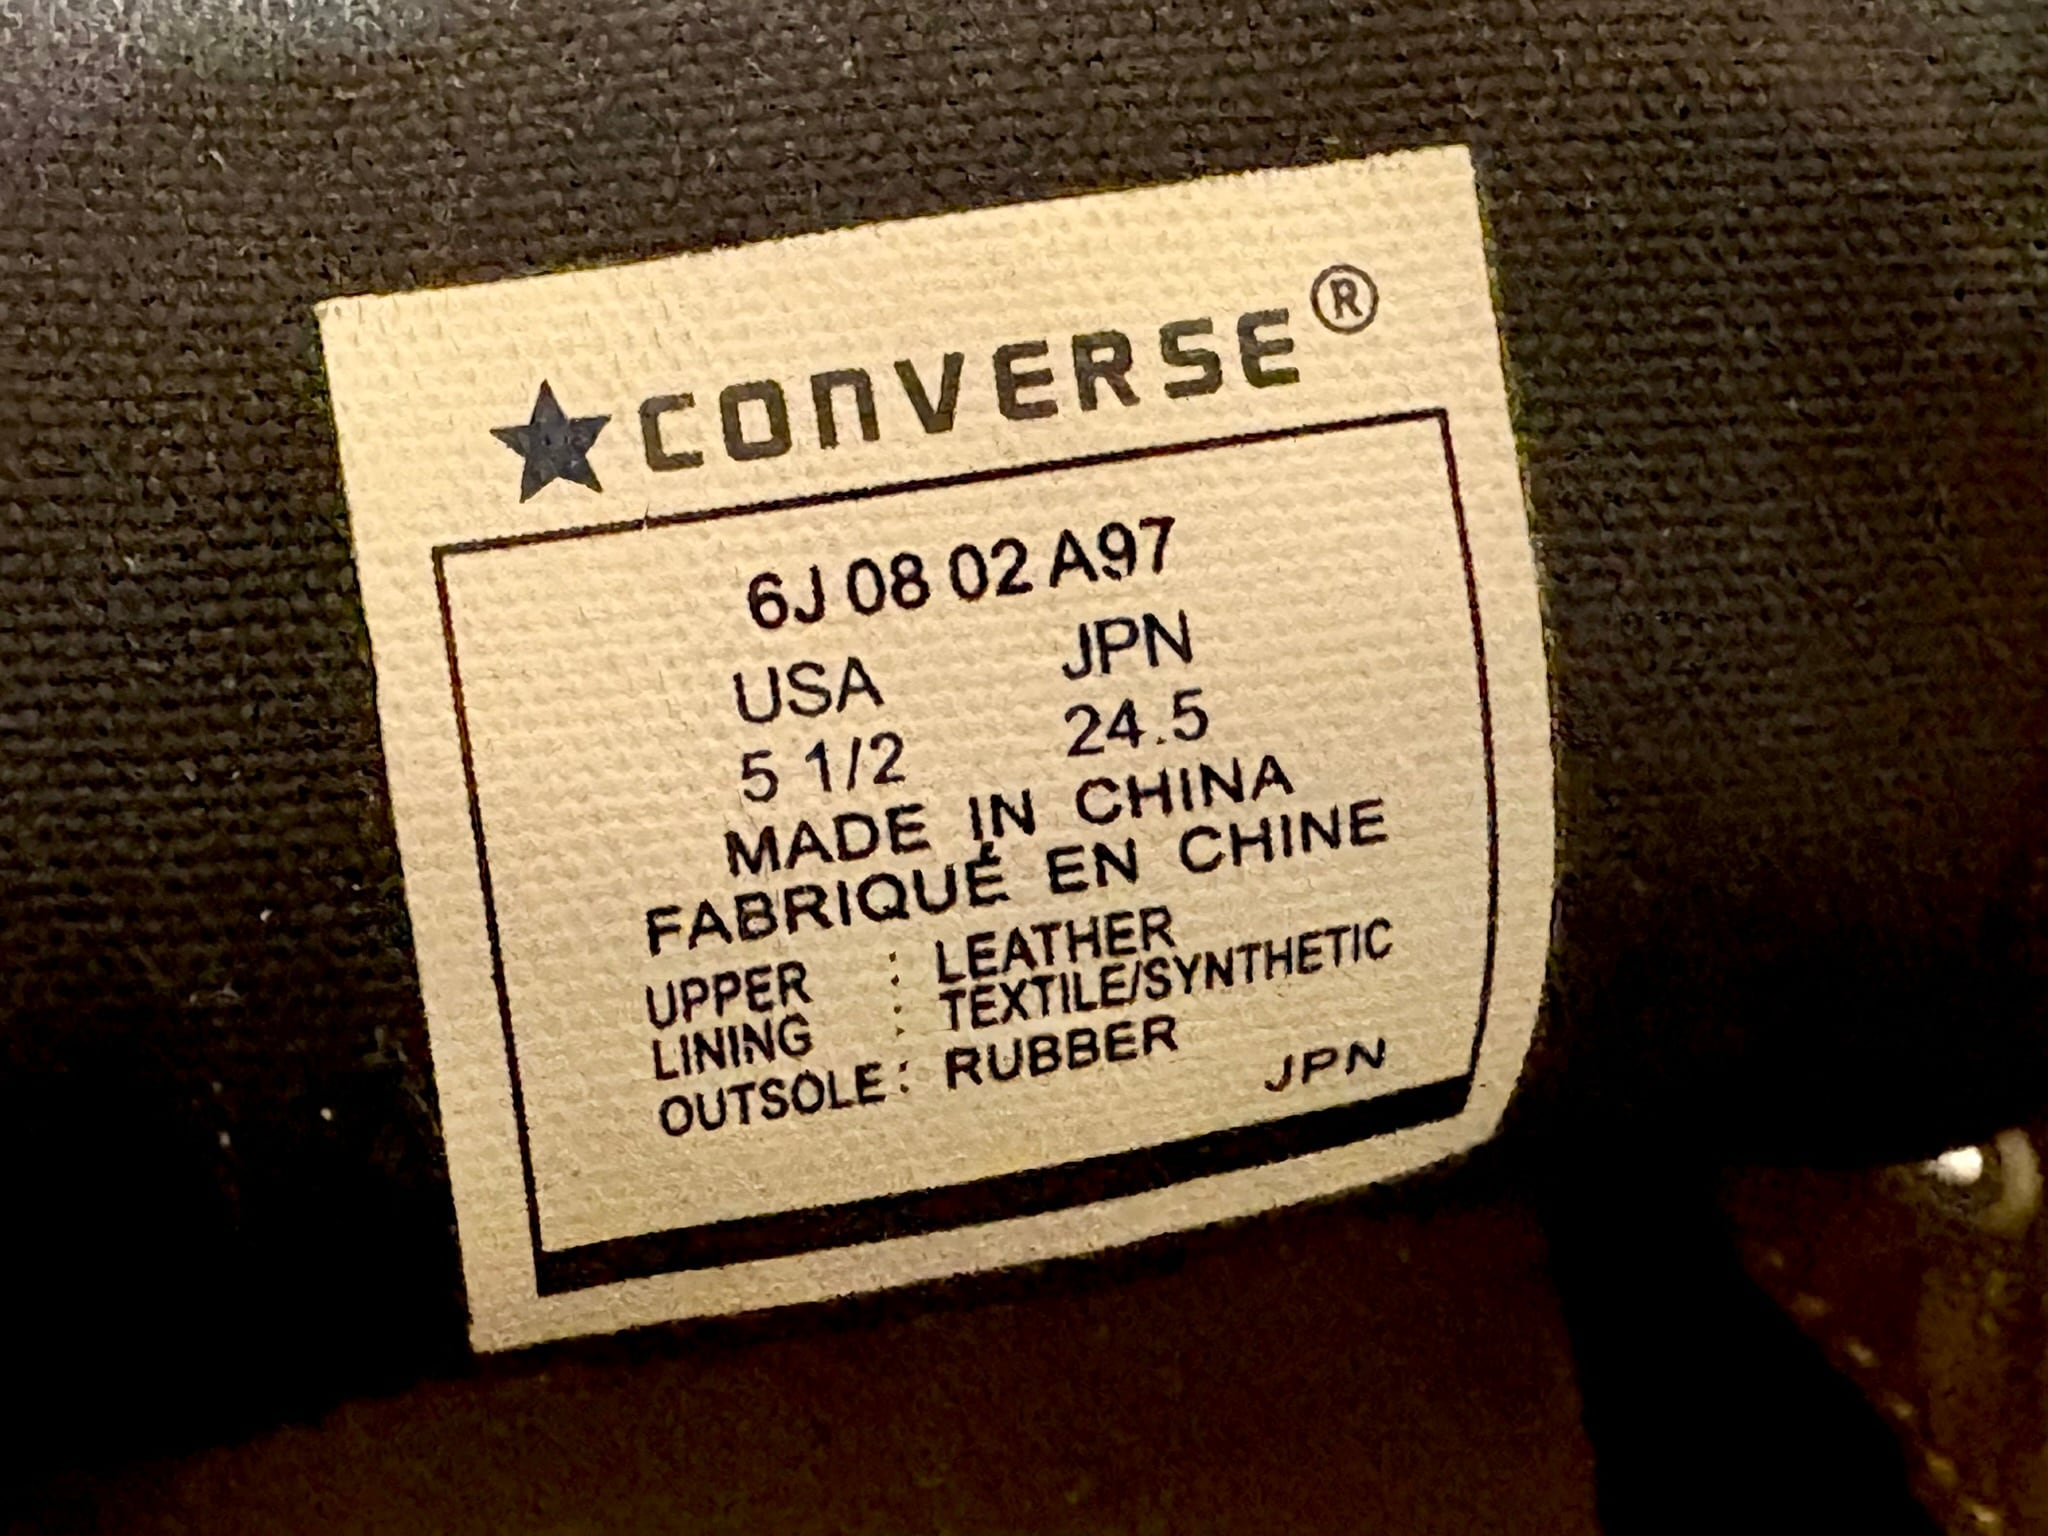 ★CONVERSE®
6J 08 02 A97
USA JPN
5 1/2 24.5
MADE IN CHINA
FABRIQUÉ EN CHINE
UPPER : LEATHER
LINING : TEXTILE/SYNTHETIC
OUTSOLE : RUBBER
JPN